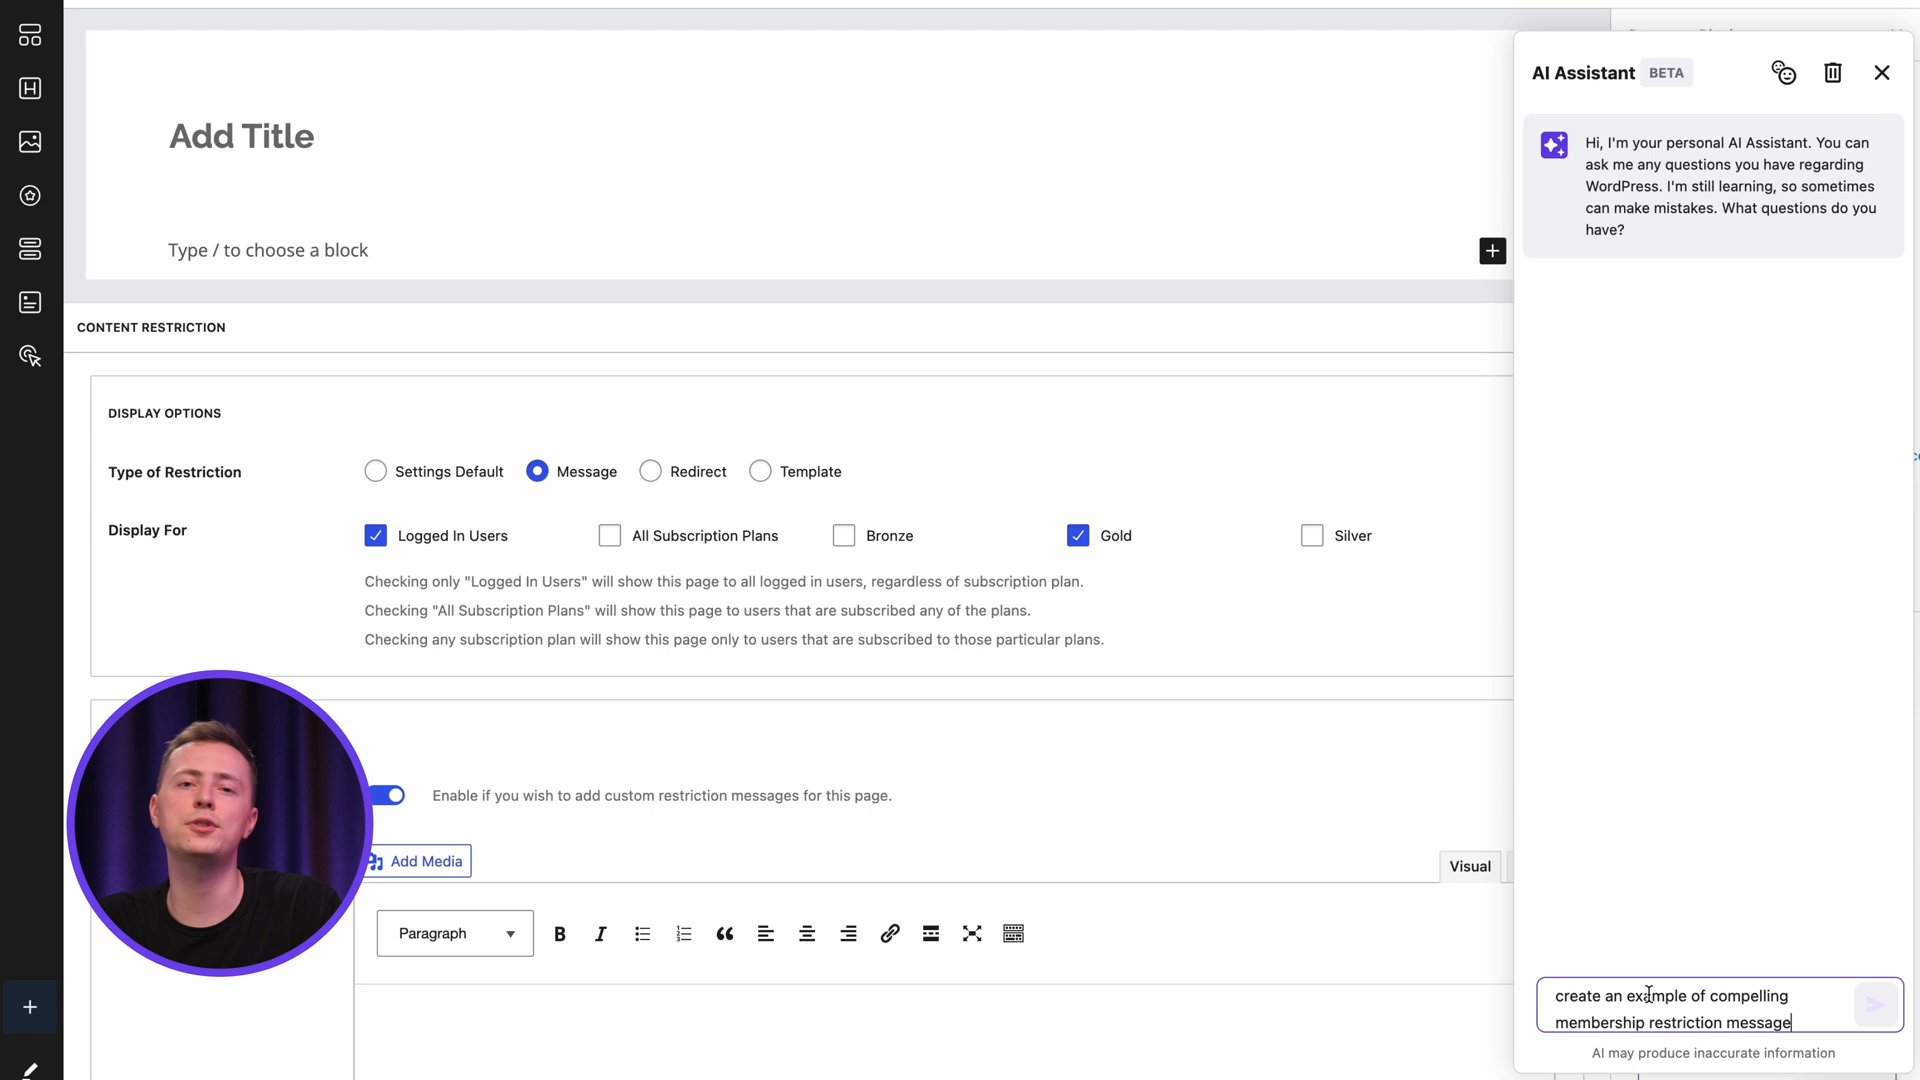 Add Title
Type / to choose a block
CONTENT RESTRICTION
DISPLAY OPTIONS
Type of Restriction
Settings Default
Message
Redirect
Template
Display For
Logged In Users
All Subscription Plans
Bronze
Gold
Silver
Checking only "Logged In Users" will show this page to all logged in users, regardless of subscription plan.
Checking "All Subscription Plans" will show this page to users that are subscribed any of the plans.
Checking any subscription plan will show this page only to users that are subscribed to those particular plans.
Enable if you wish to add custom restriction messages for this page.
Add Media
Visual
Paragraph
AI Assistant BETA
Hi, I'm your personal AI Assistant. You can
ask me any questions you have regarding
WordPress. I'm still learning, so sometimes
can make mistakes. What questions do you
have?
create an example of compelling
membership restriction message
AI may produce inaccurate information